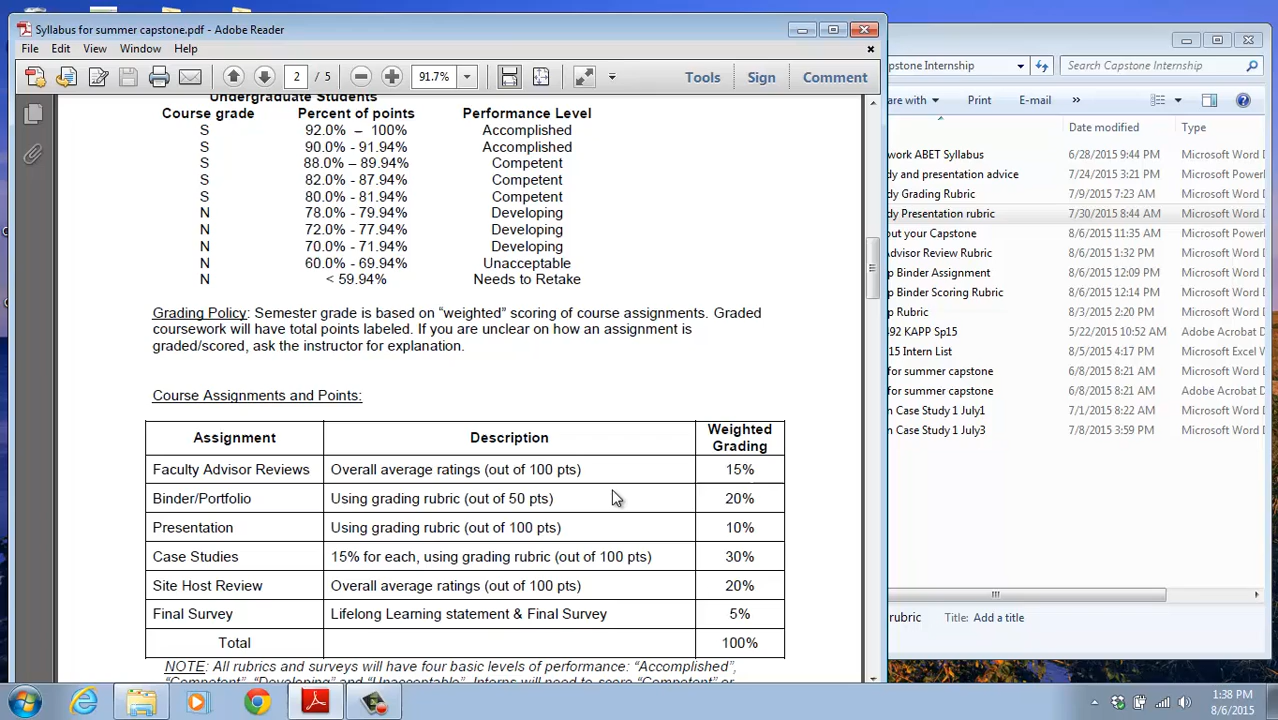 Syllabus for summer capstone.pdf - Adobe Reader
File Edit View Window Help
2 / 5 91.7% Tools Sign Comment
Undergraduate Students
Course grade Percent of points Performance Level
S 92.0% – 100% Accomplished
S 90.0% - 91.94% Accomplished
S 88.0% – 89.94% Competent
S 82.0% - 87.94% Competent
S 80.0% - 81.94% Competent
N 78.0% - 79.94% Developing
N 72.0% - 77.94% Developing
N 70.0% - 71.94% Developing
N 60.0% - 69.94% Unacceptable
N < 59.94% Needs to Retake
Grading Policy: Semester grade is based on “weighted” scoring of course assignments. Graded
coursework will have total points labeled. If you are unclear on how an assignment is
graded/scored, ask the instructor for explanation.
Course Assignments and Points:
Assignment Description Weighted Grading
Faculty Advisor Reviews Overall average ratings (out of 100 pts) 15%
Binder/Portfolio Using grading rubric (out of 50 pts) 20%
Presentation Using grading rubric (out of 100 pts) 10%
Case Studies 15% for each, using grading rubric (out of 100 pts) 30%
Site Host Review Overall average ratings (out of 100 pts) 20%
Final Survey Lifelong Learning statement & Final Survey 5%
Total 100%
NOTE: All rubrics and surveys will have four basic levels of performance: “Accomplished”,
“Competent”, “Developing” and “Unacceptable”. Interns will need to score “Competent” or
pstone Internship Search Capstone Internship
are with Print E-mail »
Date modified Type
work ABET Syllabus 6/28/2015 9:44 PM Microsoft Word D
dy and presentation advice 7/24/2015 3:21 PM Microsoft Power
dy Grading Rubric 7/9/2015 7:23 AM Microsoft Word D
dy Presentation rubric 7/30/2015 8:44 AM Microsoft Word D
out your Capstone 8/6/2015 11:35 AM Microsoft Power
Advisor Review Rubric 8/6/2015 1:32 PM Microsoft Word D
p Binder Assignment 8/6/2015 12:09 PM Microsoft Word D
p Binder Scoring Rubric 8/6/2015 12:14 PM Microsoft Word D
p Rubric 8/3/2015 2:20 PM Microsoft Word D
92 KAPP Sp15 5/22/2015 10:52 AM Adobe Acrobat D
15 Intern List 8/5/2015 4:17 PM Microsoft Excel W
for summer capstone 6/8/2015 8:21 AM Microsoft Word D
for summer capstone 6/8/2015 8:21 AM Adobe Acrobat D
n Case Study 1 July1 7/1/2015 8:22 AM Microsoft Word D
n Case Study 1 July3 7/8/2015 3:59 PM Microsoft Word D
rubric Title: Add a title
1:38 PM
8/6/2015